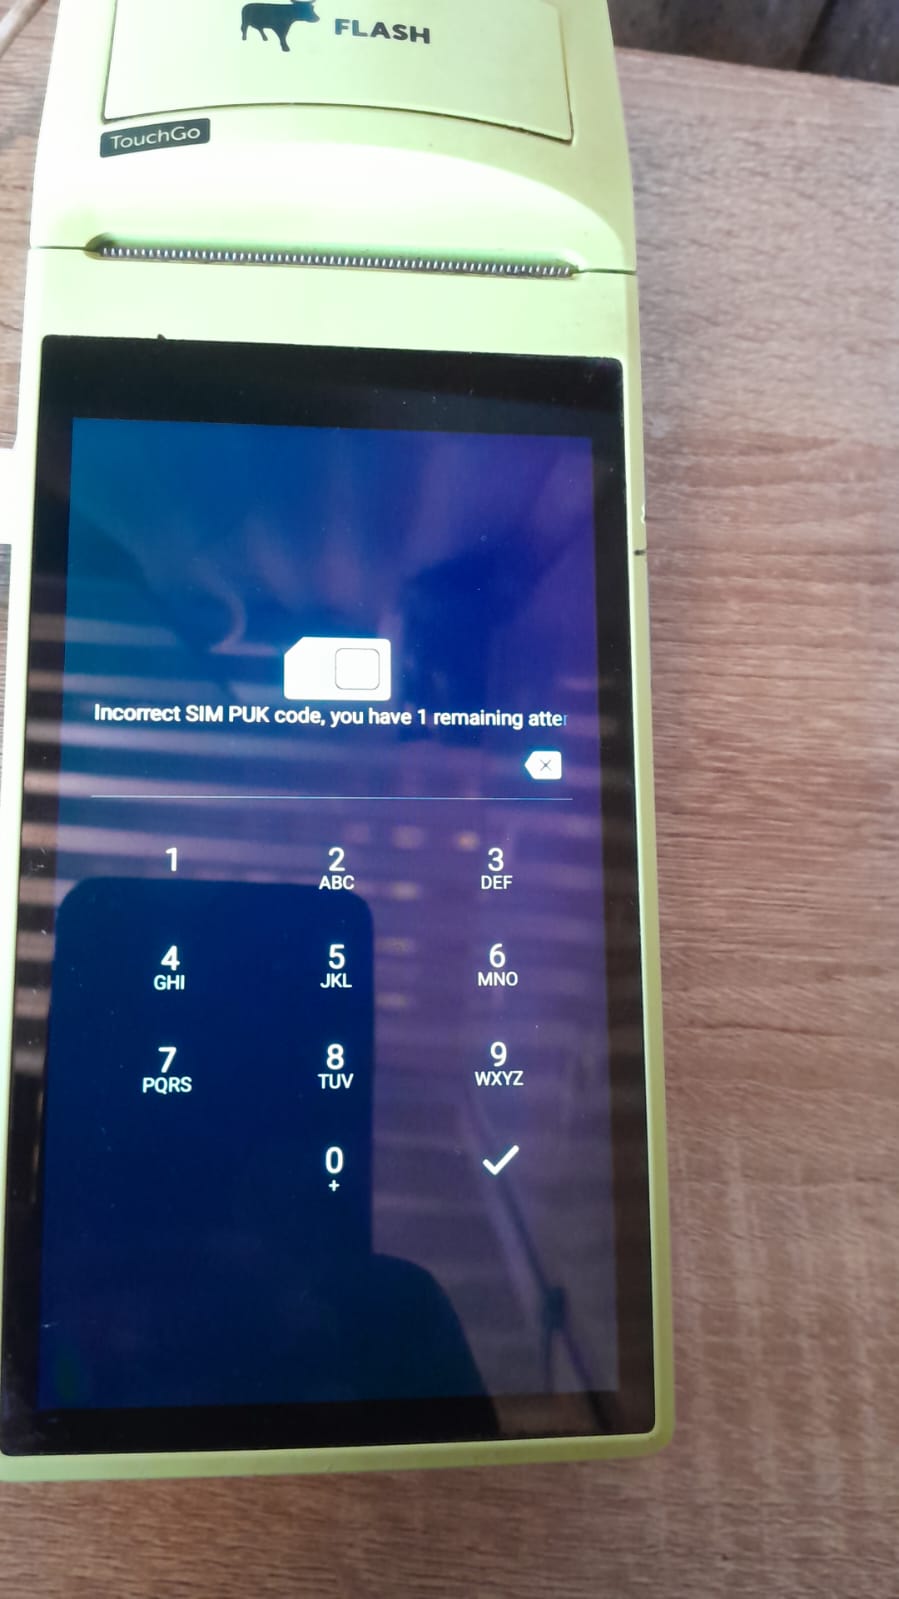 FLASH
TouchGo
Incorrect SIM PUK code, you have 1 remaining atte
1
2
3
ABC
DEF
4
5
6
GHI
JKL
MNO
7
8
9
PQRS
TUV
WXYZ
0
+